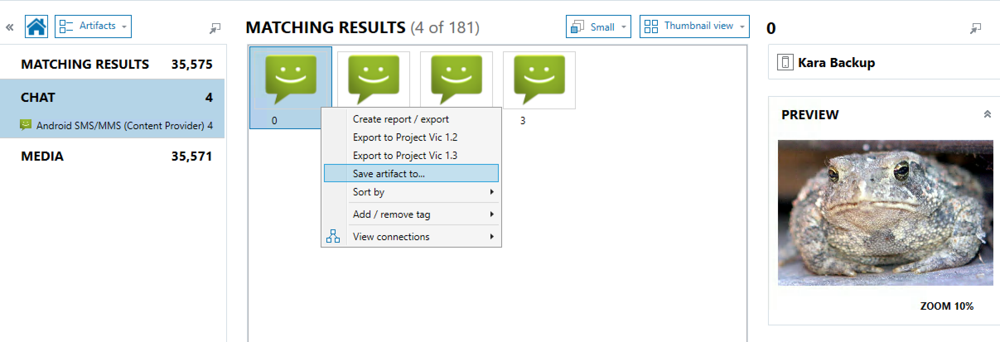 Artifacts
MATCHING RESULTS 35,575
CHAT 4
Android SMS/MMS (Content Provider) 4
MEDIA 35,571
MATCHING RESULTS (4 of 181)
Small
Thumbnail view
0
3
Create report / export
Export to Project Vic 1.2
Export to Project Vic 1.3
Save artifact to...
Sort by
Add / remove tag
View connections
0
Kara Backup
PREVIEW
ZOOM 10%